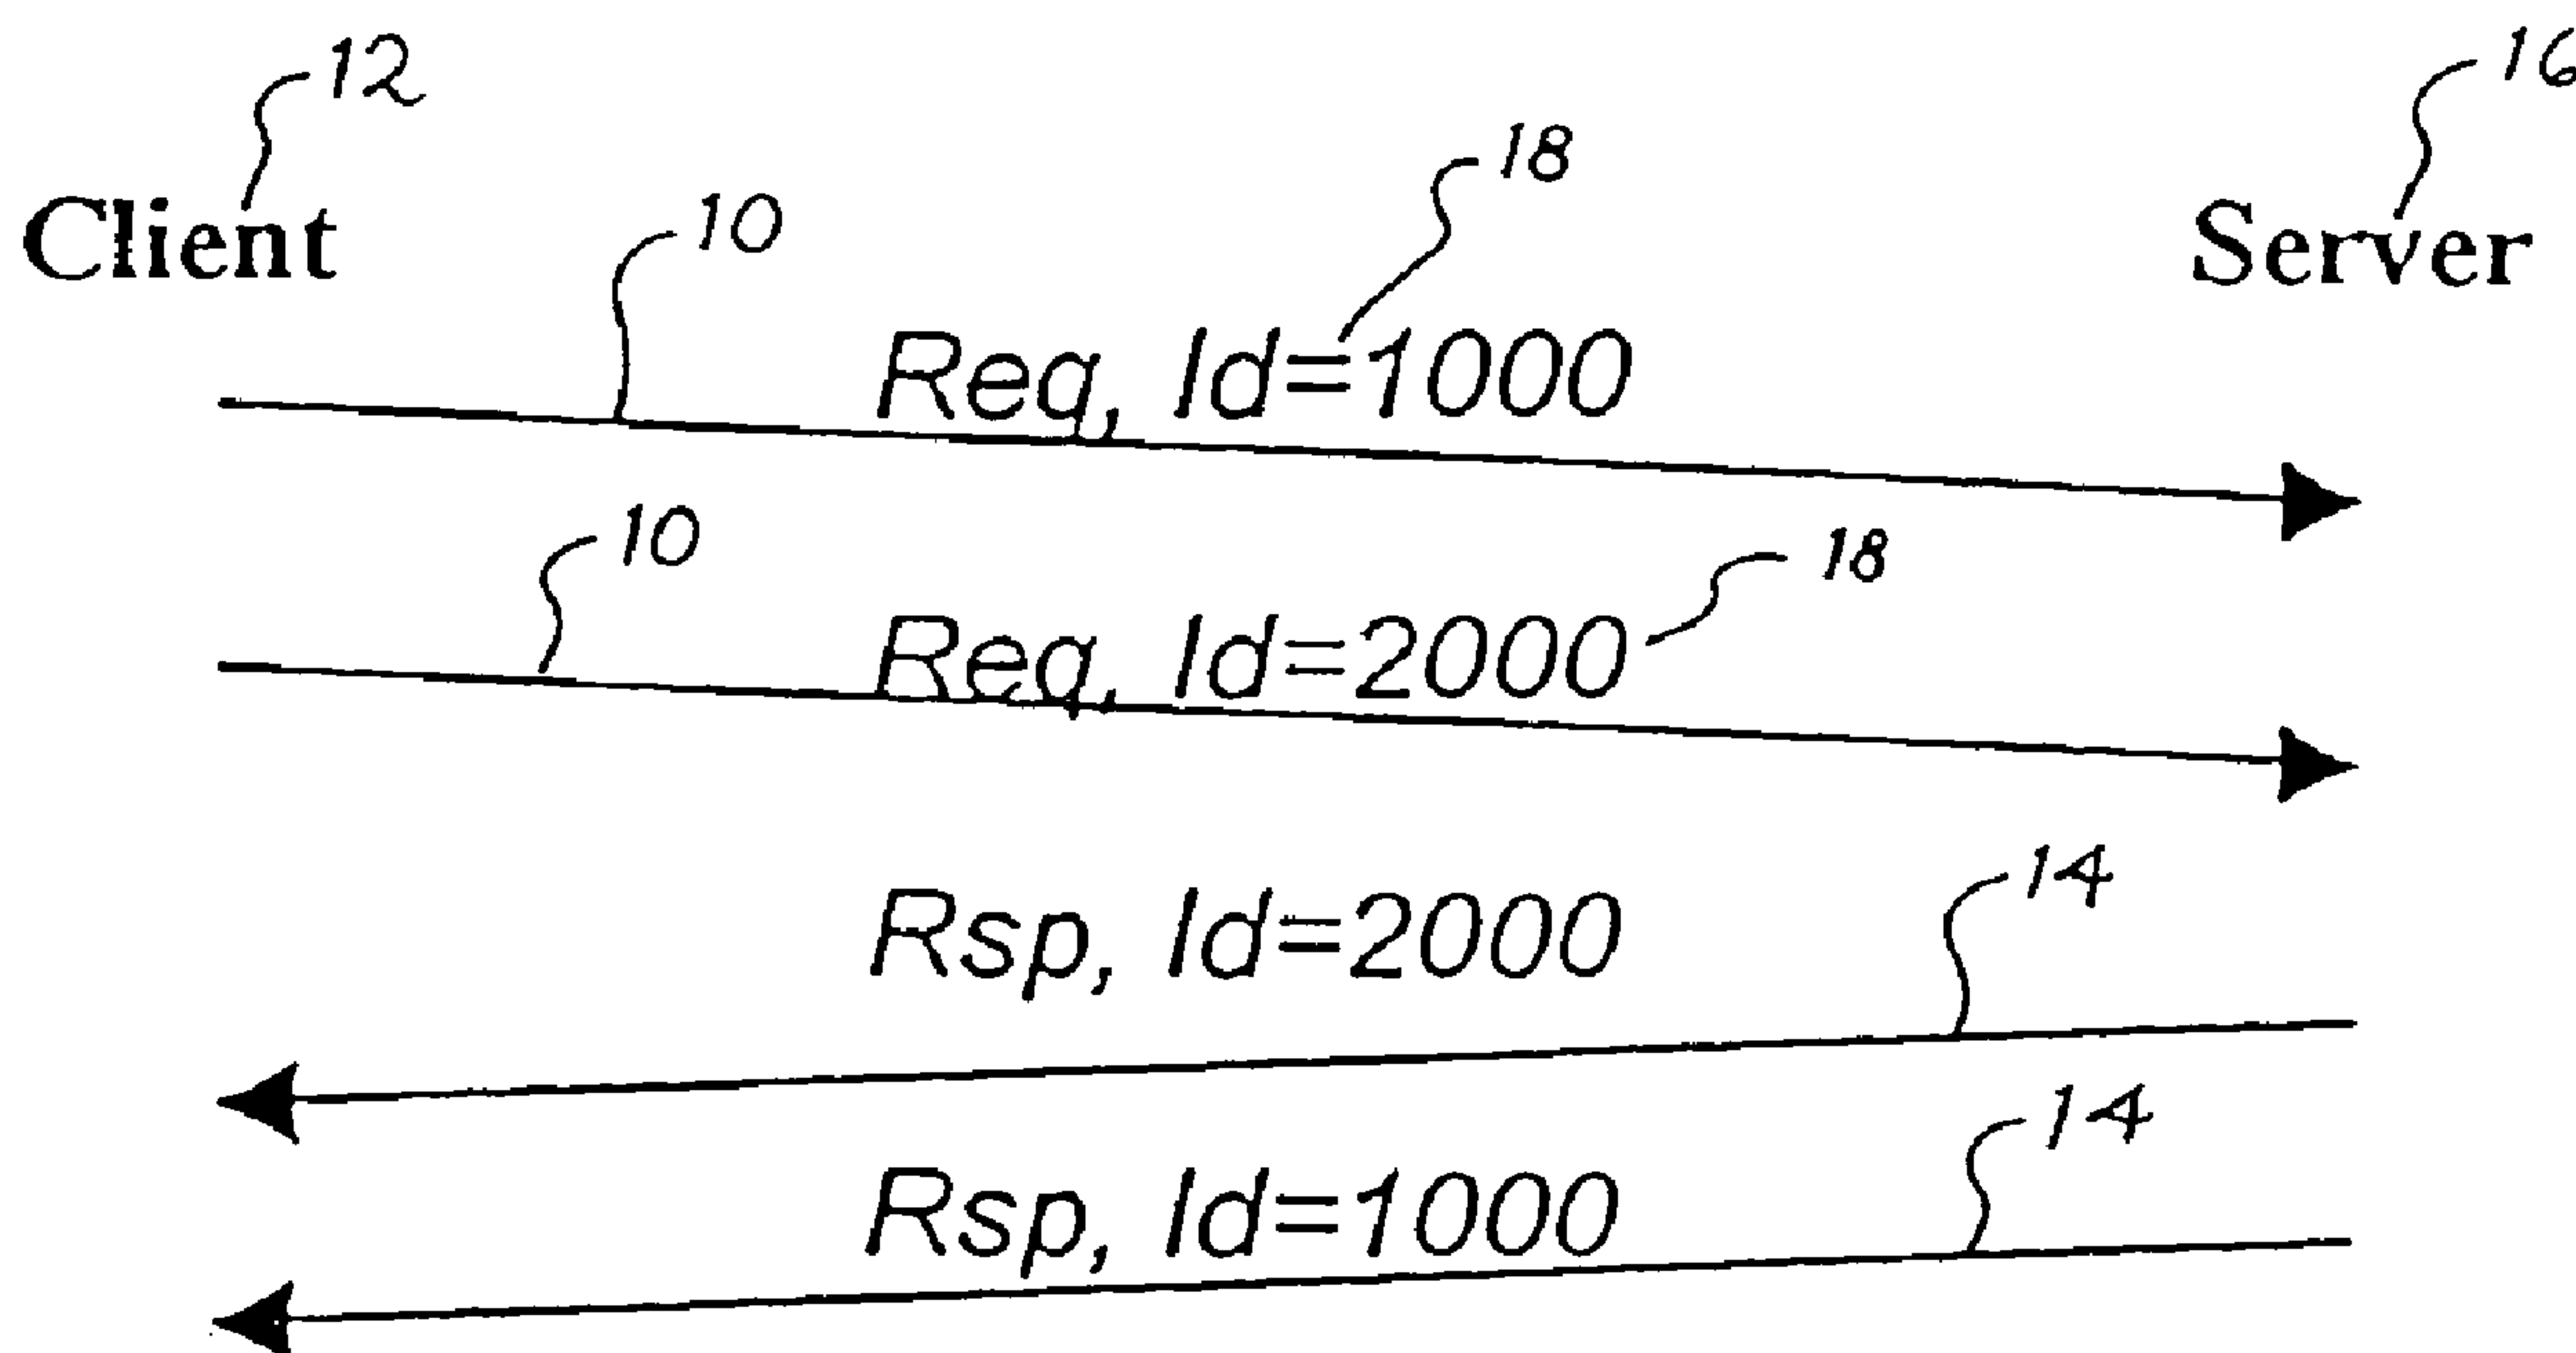 12
16
18
10
Client
Server
Req, Id=1000
10
18
Req, Id=2000
14
Rsp, Id=2000
14
Rsp, Id=1000